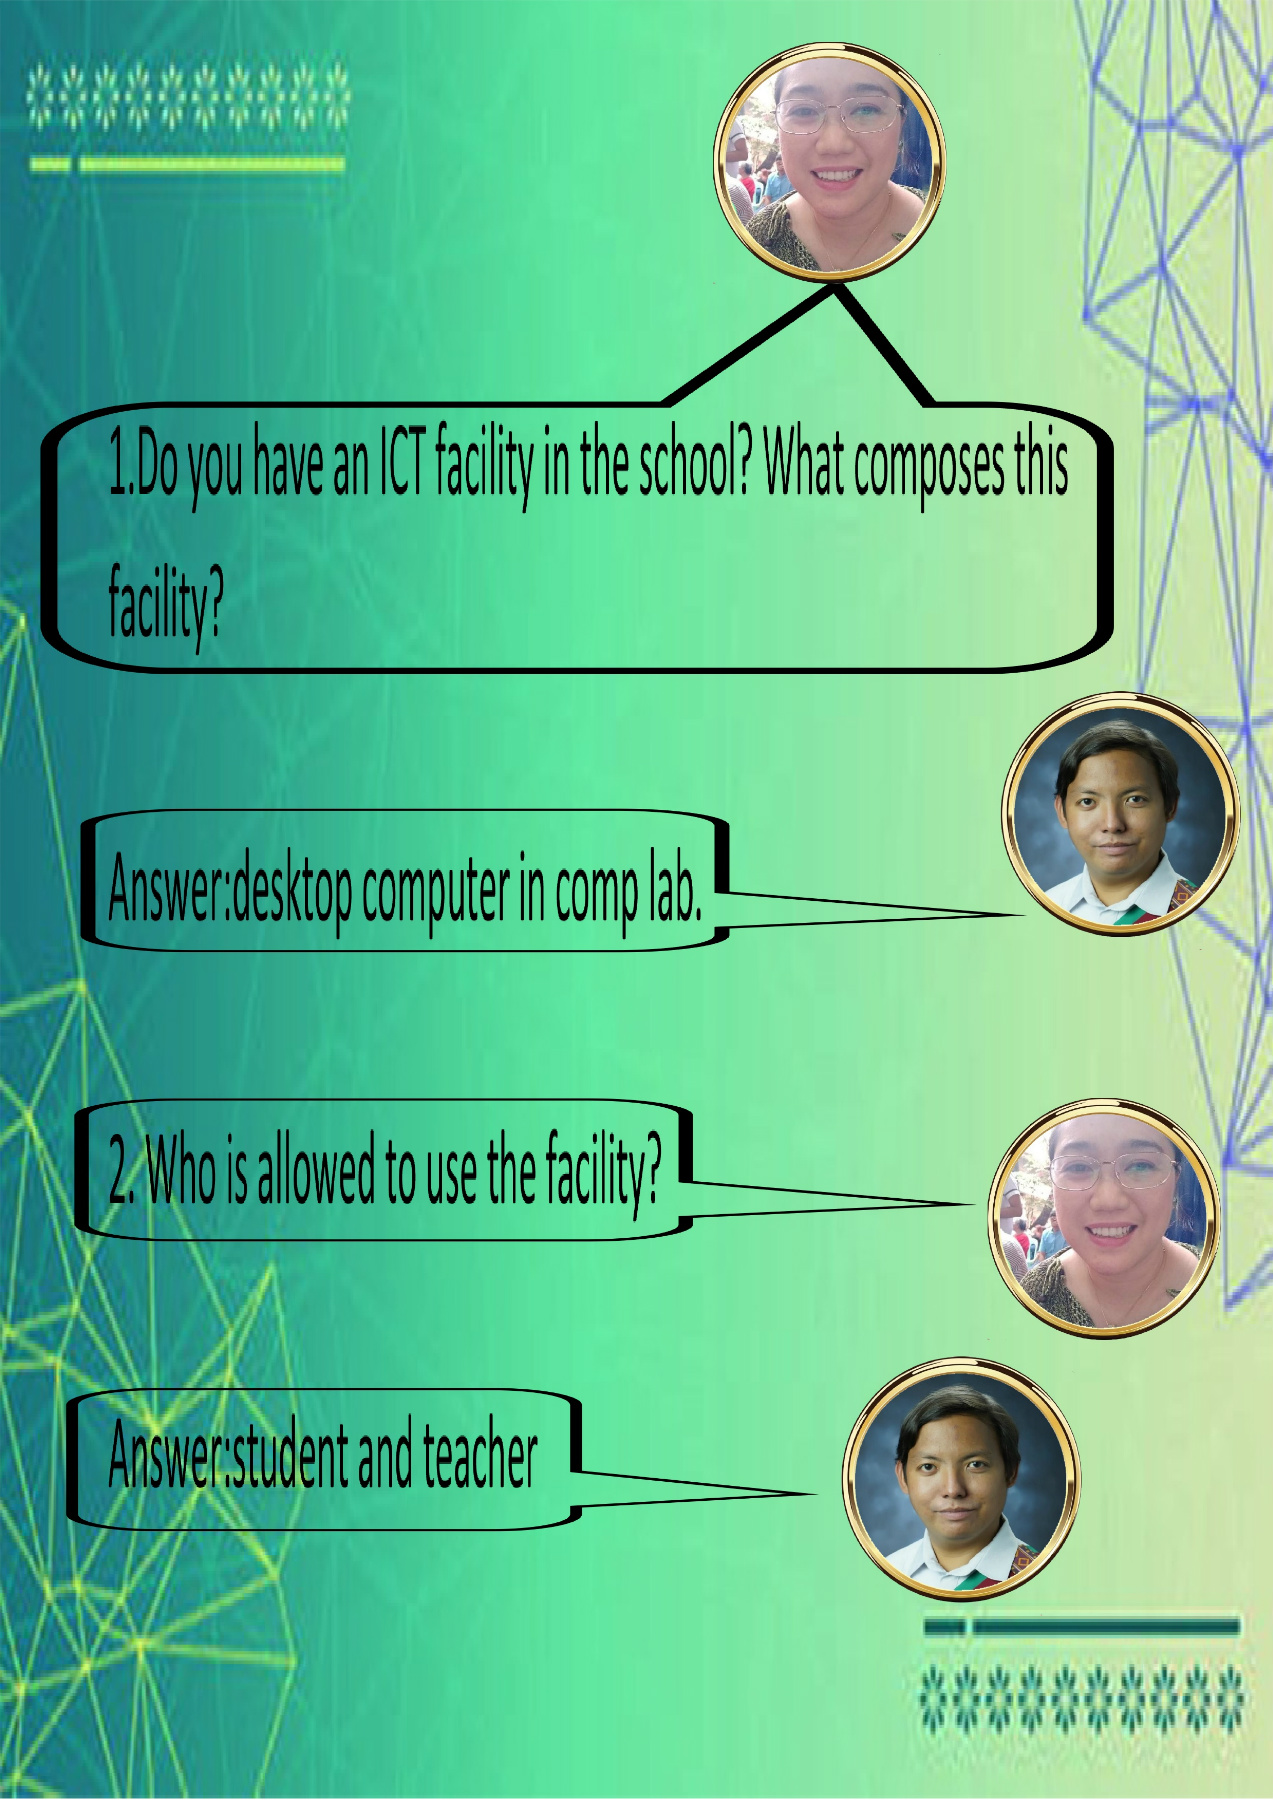 1.Do you have an ICT facility in the school? What composes this
facility?
Answer:desktop computer in comp lab.
2. Who is allowed to use the facility?
Answer:student and teacher